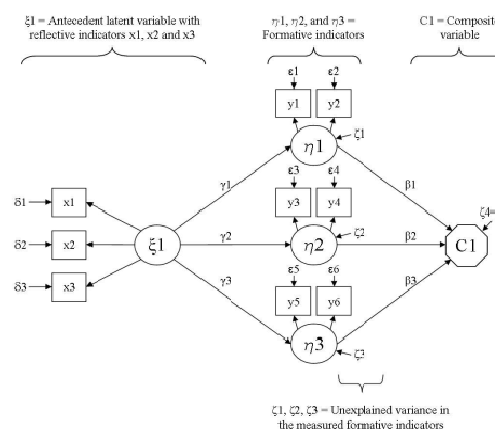 ξ1 = Antecedent latent variable with
reflective indicators x1, x2 and x3
η1, η2, and η3 =
Formative indicators
C1 = Composit
variable
ε1 ε2
y1 y2
ζ1
η1
γ1
β1
ε3 ε4
y3 y4
δ1 x1
ζ2
ζ4=
δ2 x2
ξ1
γ2
η2
β2
C1
δ3 x3
γ3
β3
ε5 ε6
y5 y6
η3
ζ3
ζ1, ζ2, ζ3 = Unexplained variance in
the measured formative indicators